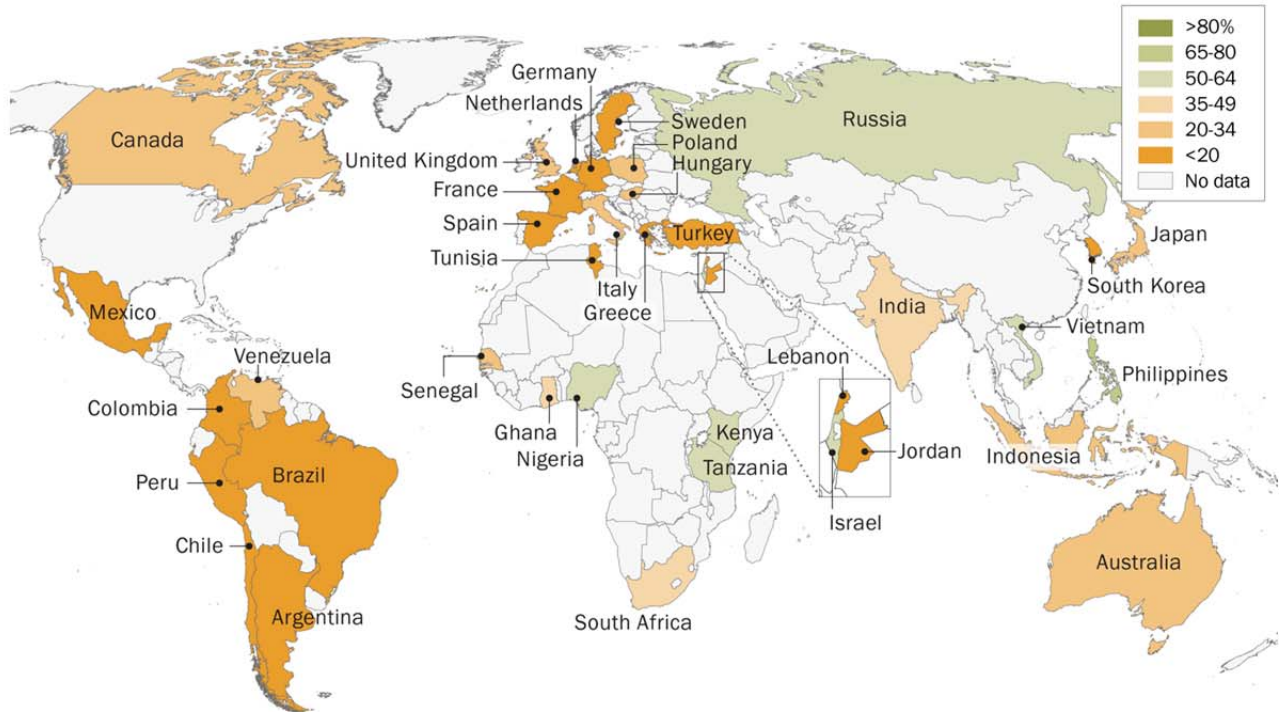 >80%
65-80
50-64
35-49
20-34
<20
No data
Germany
Netherlands
Canada
Sweden
Poland
Hungary
Russia
United Kingdom
France
Spain
Turkey
Tunisia
Italy
Greece
Japan
South Korea
India
Mexico
Venezuela
Vietnam
Lebanon
Senegal
Philippines
Colombia
Ghana
Nigeria
Kenya
Tanzania
Jordan
Indonesia
Brazil
Peru
Israel
Chile
Australia
Argentina
South Africa